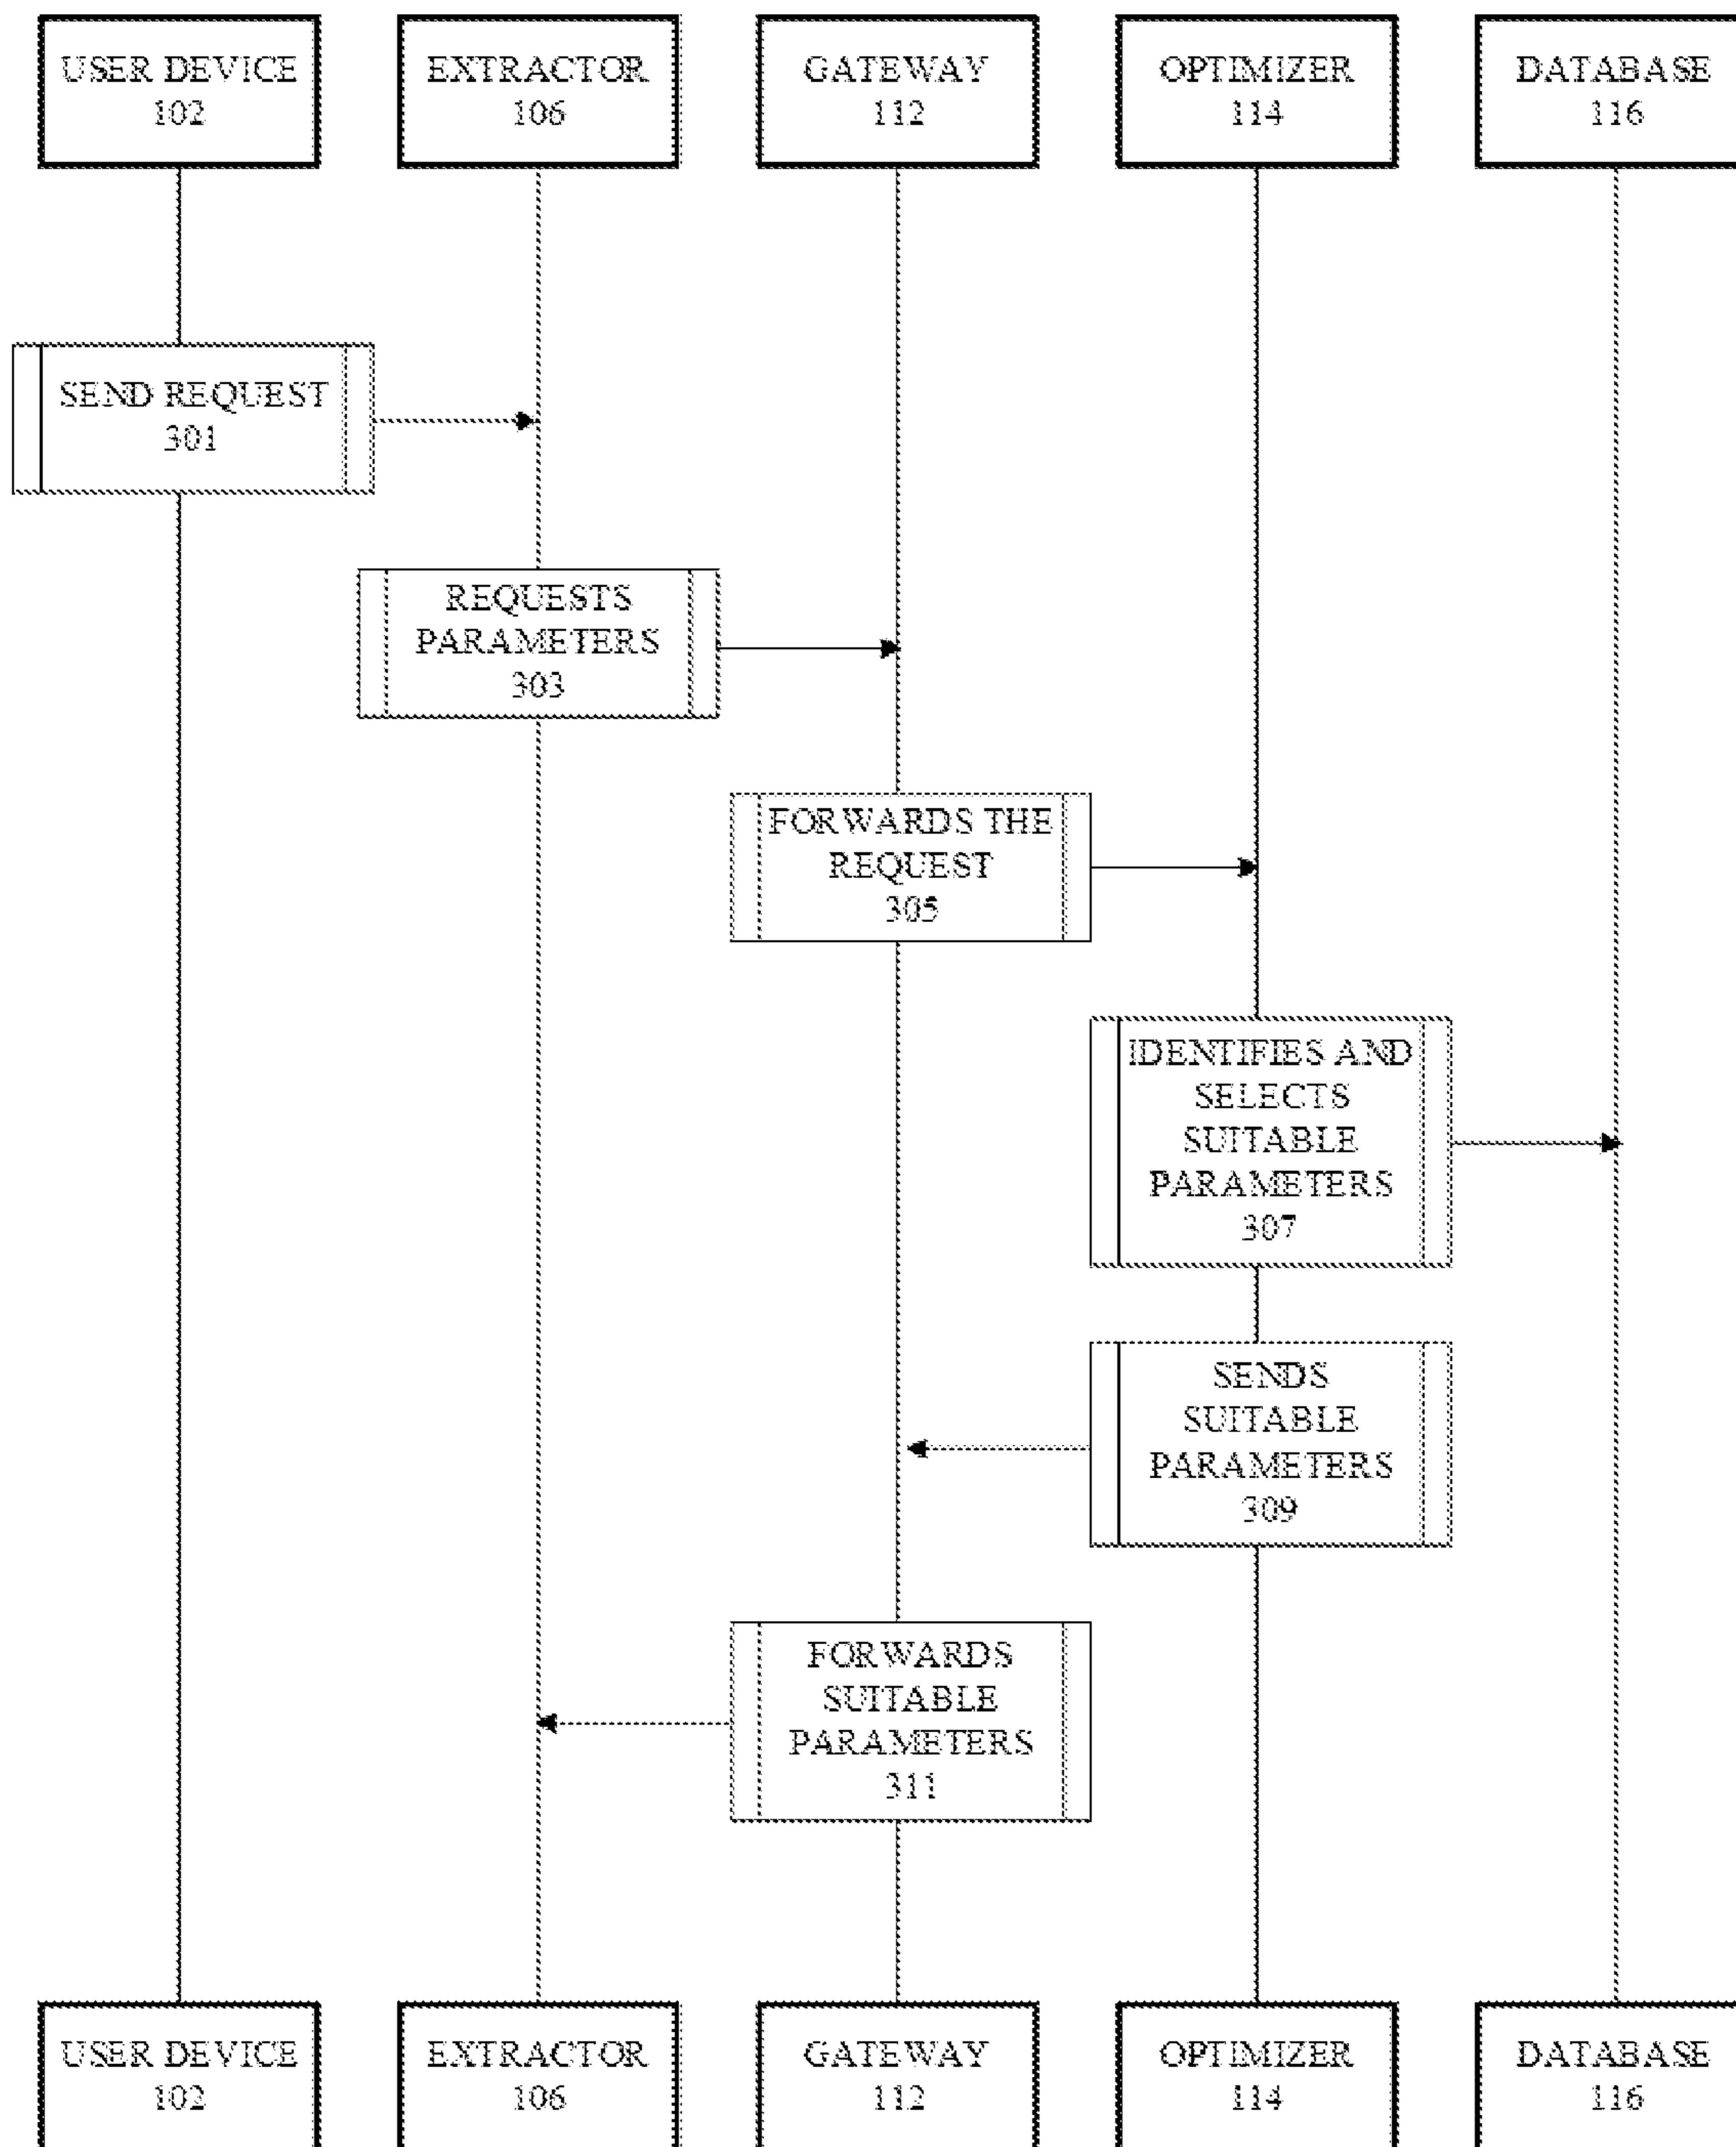 USER DEVICE
102
EXTRACTOR
106
GATEWAY
112
OPTIMIZER
114
DATABASE
116
SEND REQUEST
301
REQUESTS
PARAMETERS
303
FORWARDS THE
REQUEST
305
IDENTIFIES AND
SELECTS
SUITABLE
PARAMETERS
307
SENDS
SUITABLE
PARAMETERS
309
FORWARDS
SUITABLE
PARAMETERS
311
USER DEVICE
102
EXTRACTOR
106
GATEWAY
112
OPTIMIZER
114
DATABASE
116